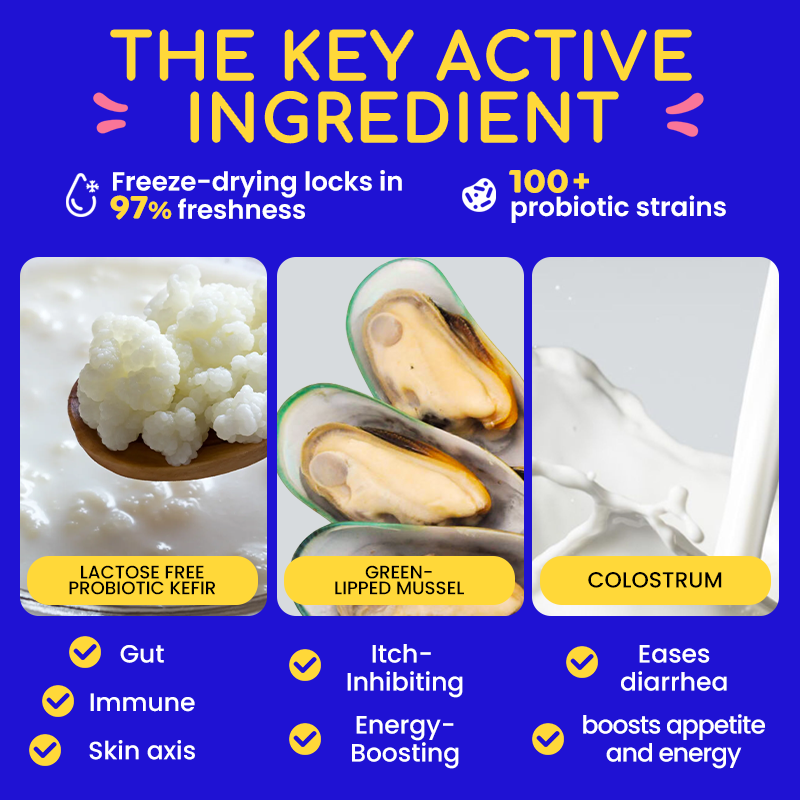 THE KEY ACTIVE
INGREDIENT
Freeze-drying locks in
97% freshness
100+
probiotic strains
LACTOSE FREE
PROBIOTIC KEFIR
GREEN-
LIPPED MUSSEL
COLOSTRUM
Gut
Immune
Skin axis
Itch-
Inhibiting
Energy-
Boosting
Eases
diarrhea
boosts appetite
and energy